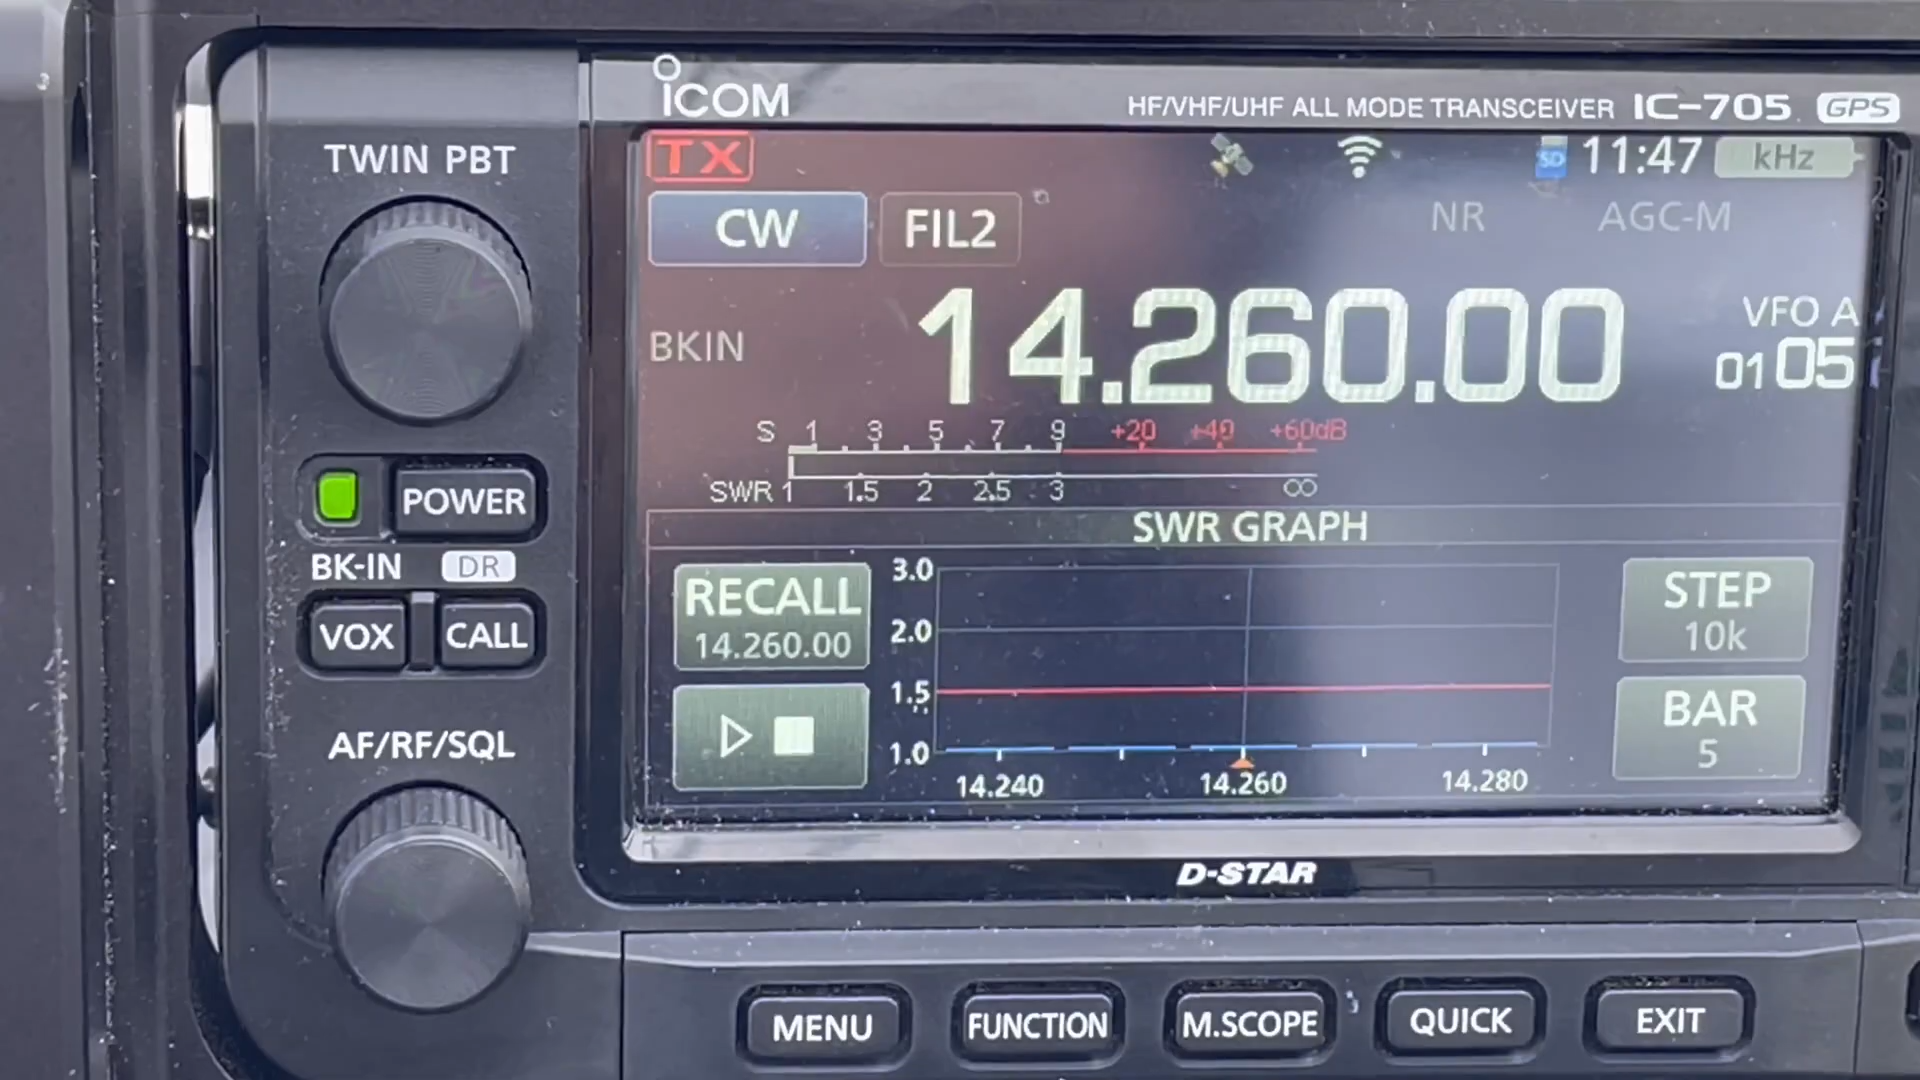 ICOM
HF/VHF/UHF ALL MODE TRANSCEIVER IC-705 GPS
TWIN PBT
TX
SD 11:47 kHz
CW FIL2 NR AGC-M
BKIN 14.260.00 VFO A
01 05
S 1 3 5 7 9 +20 +40 +60dB
SWR 1 1.5 2 2.5 3 ∞
POWER
SWR GRAPH
BK-IN DR
VOX CALL
RECALL
14.260.00
3.0
2.0
1.5
1.0
14.240 14.260 14.280
STEP
10k
BAR
5
AF/RF/SQL
D-STAR
MENU FUNCTION M.SCOPE QUICK EXIT